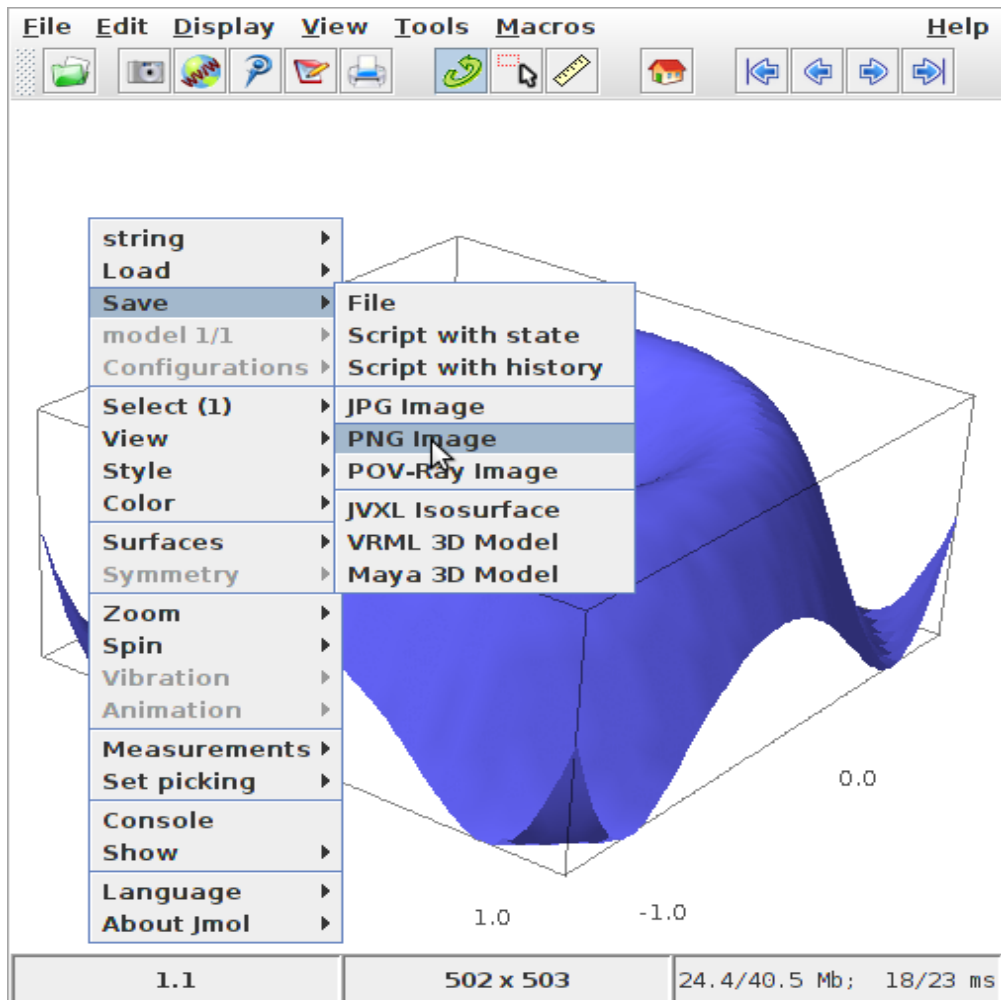 File Edit Display View Tools Macros Help
WWW
string
Load
Save
model 1/1
Configurations
Select (1)
View
Style
Color
Surfaces
Symmetry
Zoom
Spin
Vibration
Animation
Measurements
Set picking
Console
Show
Language
About Jmol
File
Script with state
Script with history
JPG Image
PNG Image
POV-Ray Image
JVXL Isosurface
VRML 3D Model
Maya 3D Model
0.0
1.0 -1.0
1.1 502 x 503 24.4/40.5 Mb; 18/23 ms